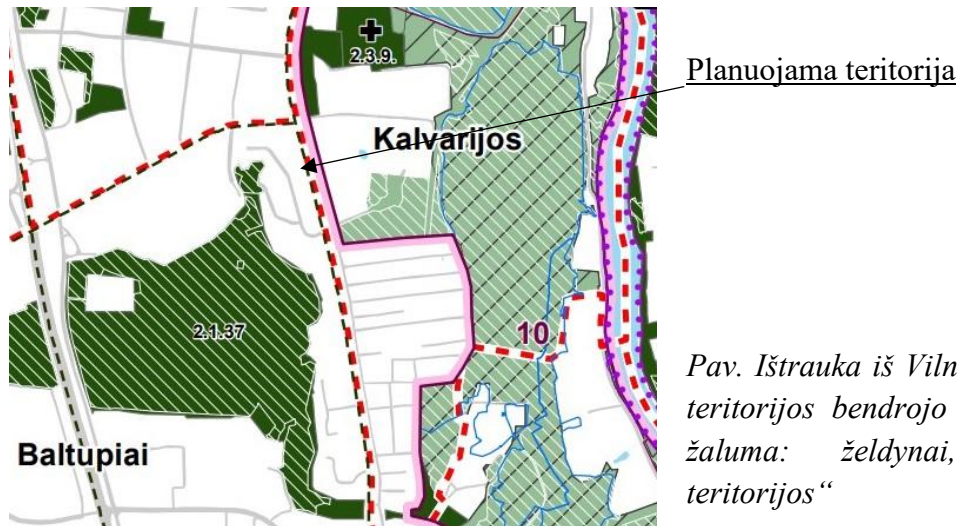 2.3.9.
Planuojama teritorija
Kalvarijos
2.1.37
10
Baltupiai
Pav. Ištrauka iš Viln
teritorijos bendrojo
žaluma: želdynai,
teritorijos“